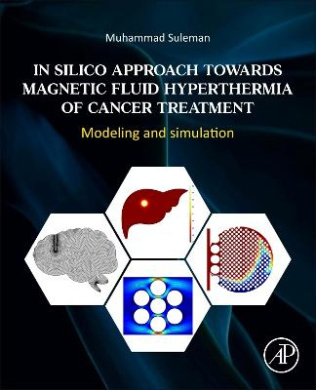 Muhammad Suleman
IN SILICO APPROACH TOWARDS
MAGNETIC FLUID HYPERTHERMIA
OF CANCER TREATMENT
Modeling and simulation
AP